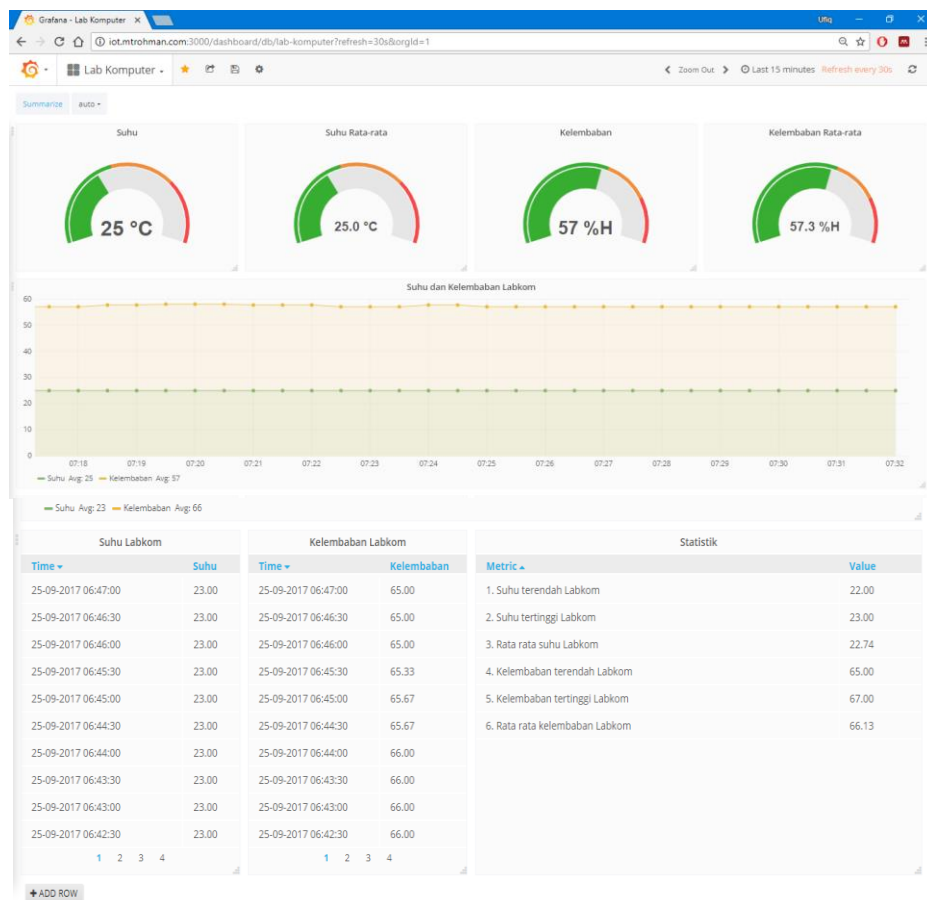 Grafana - Lab Komputer
Ufiq
iot.mtrohman.com:3000/dashboard/db/lab-komputer?refresh=30s&orgId=1
Lab Komputer
Zoom Out
Last 15 minutes Refresh every 30s
Summarize auto
Suhu
Suhu Rata-rata
Kelembaban
Kelembaban Rata-rata
25 °C
25.0 °C
57 %H
57.3 %H
Suhu dan Kelembaban Labkom
60
50
40
30
20
10
0
07:18 07:19 07:20 07:21 07:22 07:23 07:24 07:25 07:26 07:27 07:28 07:29 07:30 07:31 07:32
Suhu Avg: 25 Kelembaban Avg: 57
Suhu Avg: 23 Kelembaban Avg: 66
Suhu Labkom
Time Suhu
25-09-2017 06:47:00 23.00
25-09-2017 06:46:30 23.00
25-09-2017 06:46:00 23.00
25-09-2017 06:45:30 23.00
25-09-2017 06:45:00 23.00
25-09-2017 06:44:30 23.00
25-09-2017 06:44:00 23.00
25-09-2017 06:43:30 23.00
25-09-2017 06:43:00 23.00
25-09-2017 06:42:30 23.00
1 2 3 4
Kelembaban Labkom
Time Kelembaban
25-09-2017 06:47:00 65.00
25-09-2017 06:46:30 65.00
25-09-2017 06:46:00 65.00
25-09-2017 06:45:30 65.33
25-09-2017 06:45:00 65.67
25-09-2017 06:44:30 65.67
25-09-2017 06:44:00 66.00
25-09-2017 06:43:30 66.00
25-09-2017 06:43:00 66.00
25-09-2017 06:42:30 66.00
1 2 3 4
Statistik
Metric Value
1. Suhu terendah Labkom 22.00
2. Suhu tertinggi Labkom 23.00
3. Rata rata suhu Labkom 22.74
4. Kelembaban terendah Labkom 65.00
5. Kelembaban tertinggi Labkom 67.00
6. Rata rata kelembaban Labkom 66.13
+ ADD ROW